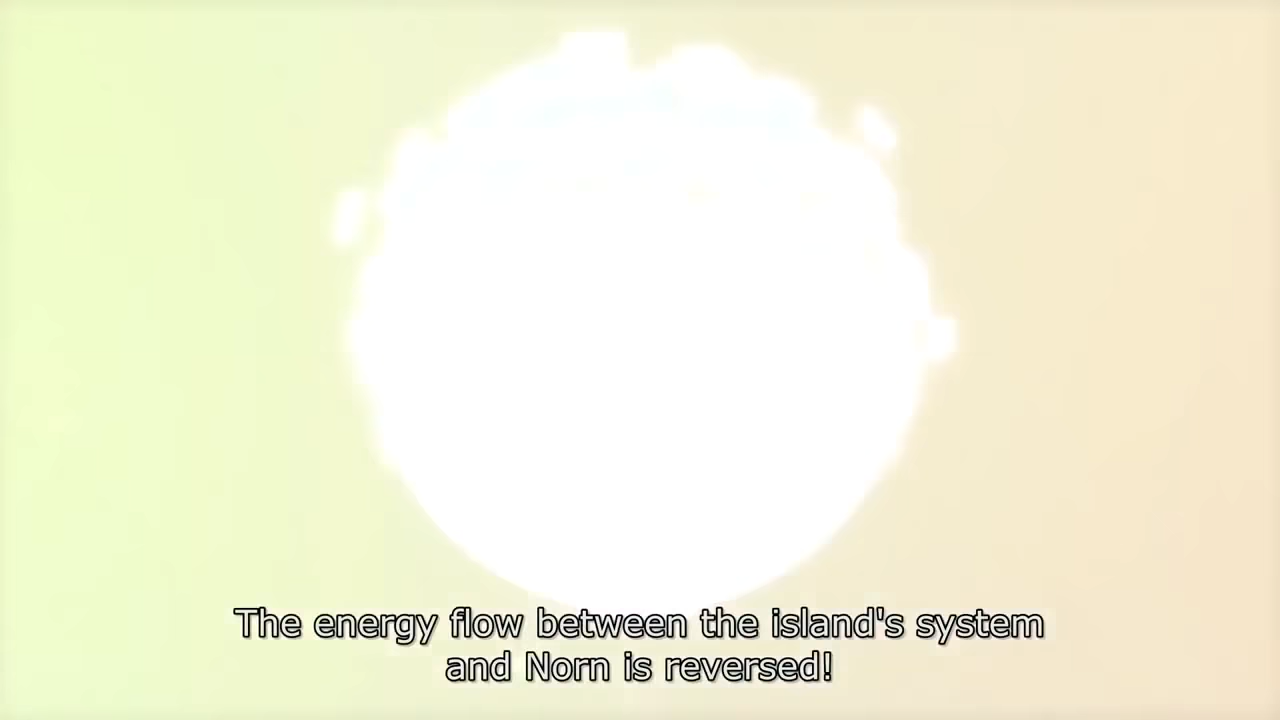 The energy flow between the island's system
and Norn is reversed!